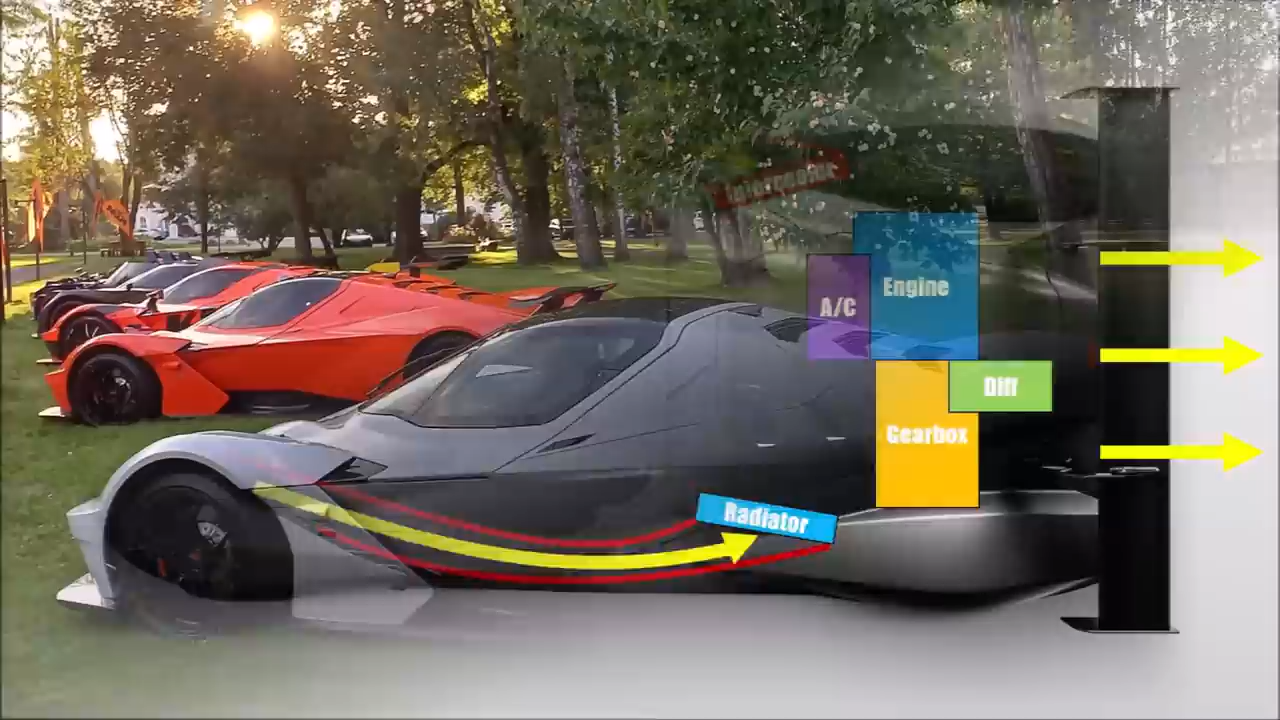 Intercooler
Engine
A/C
Diff
Gearbox
Radiator